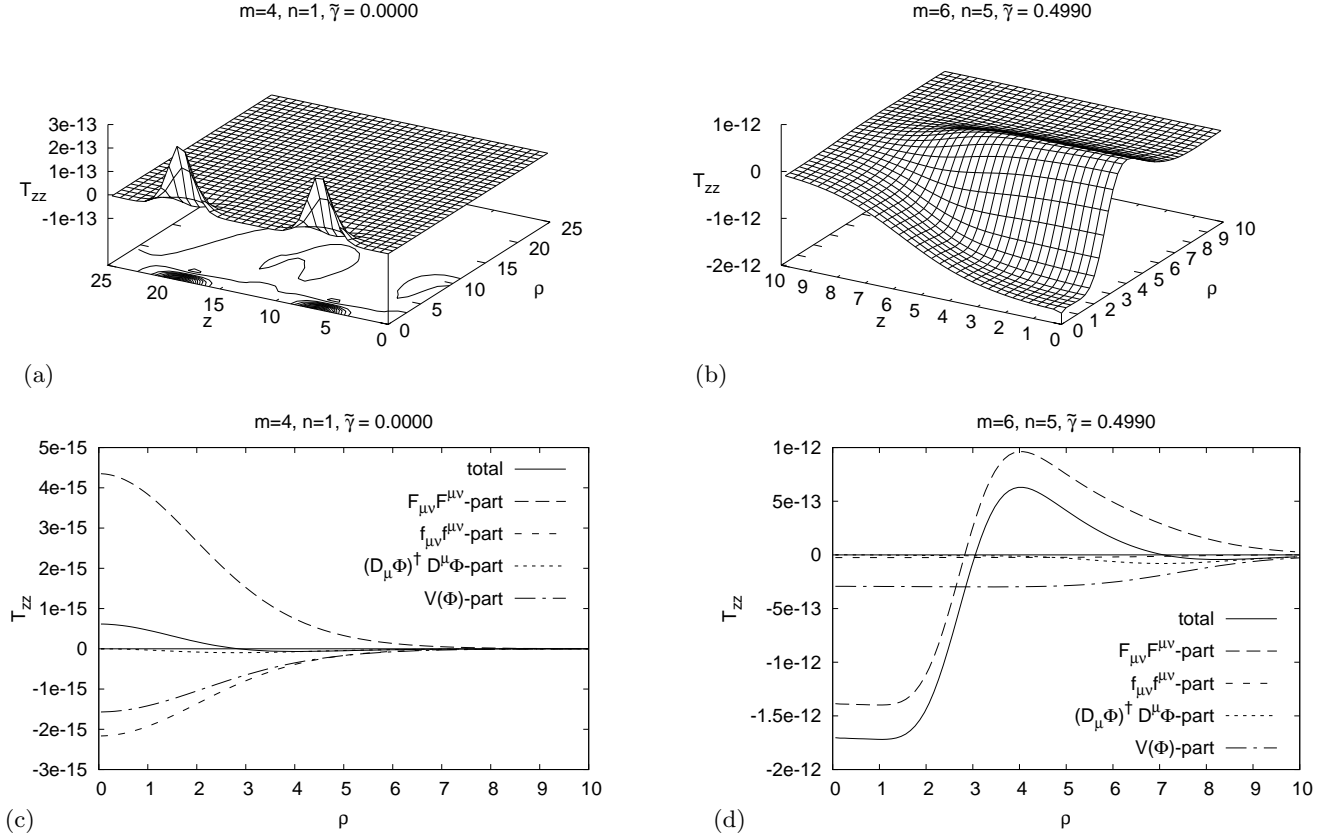 m=4, n=1, γ̃ = 0.0000
3e-13
2e-13
1e-13
0
-1e-13
T_zz
25
20
15
10
5
0
z
0
5
10
15
20
25
ρ
(a)
m=6, n=5, γ̃ = 0.4990
1e-12
0
-1e-12
-2e-12
T_zz
10
9
8
7
6
5
4
3
2
1
0
z
0
1
2
3
4
5
6
7
8
9
10
ρ
(b)
m=4, n=1, γ̃ = 0.0000
5e-15
4e-15
3e-15
2e-15
1e-15
0
-1e-15
-2e-15
-3e-15
T_zz
total
F_μν F^μν-part
f_μν f^μν-part
(D_μ Φ)^† D^μ Φ-part
V(Φ)-part
0 1 2 3 4 5 6 7 8 9 10
ρ
(c)
m=6, n=5, γ̃ = 0.4990
1e-12
5e-13
0
-5e-13
-1e-12
-1.5e-12
-2e-12
T_zz
total
F_μν F^μν-part
f_μν f^μν-part
(D_μ Φ)^† D^μ Φ-part
V(Φ)-part
0 1 2 3 4 5 6 7 8 9 10
ρ
(d)